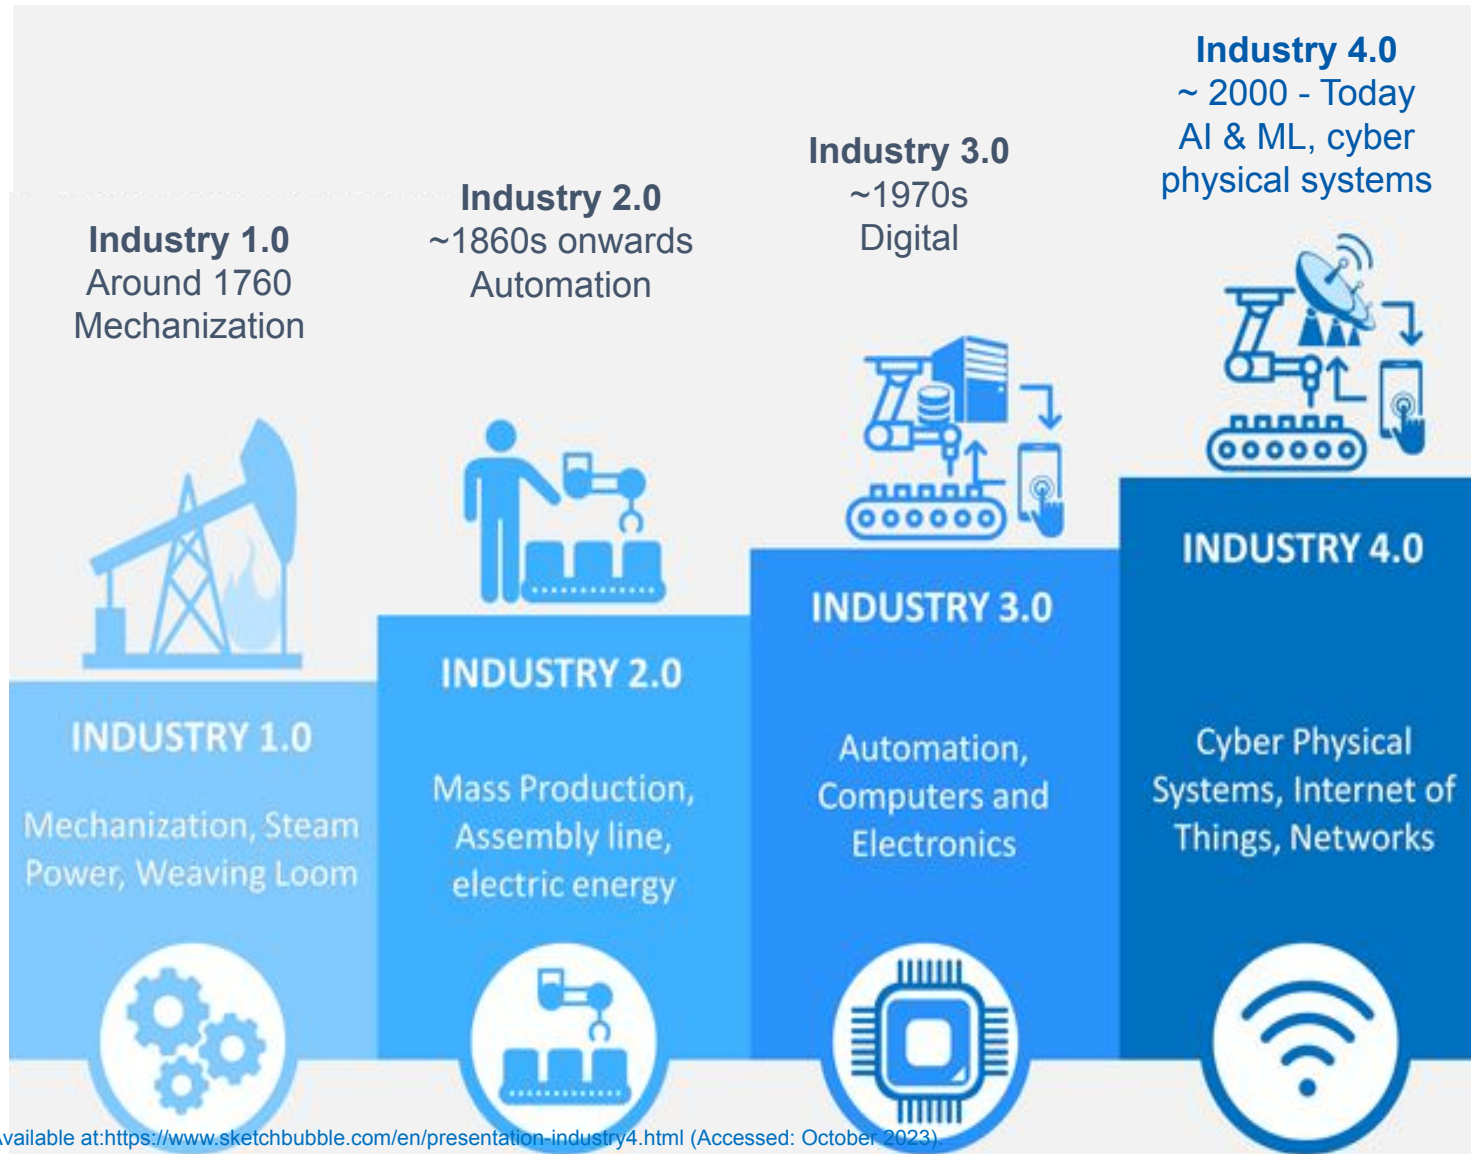 Industry 1.0
Around 1760
Mechanization
Industry 2.0
~1860s onwards
Automation
Industry 3.0
~1970s
Digital
Industry 4.0
~ 2000 - Today
AI & ML, cyber
physical systems
INDUSTRY 1.0
Mechanization, Steam
Power, Weaving Loom
INDUSTRY 2.0
Mass Production,
Assembly line,
electric energy
INDUSTRY 3.0
Automation,
Computers and
Electronics
INDUSTRY 4.0
Cyber Physical
Systems, Internet of
Things, Networks
Available at:https://www.sketchbubble.com/en/presentation-industry4.html (Accessed: October 2023).